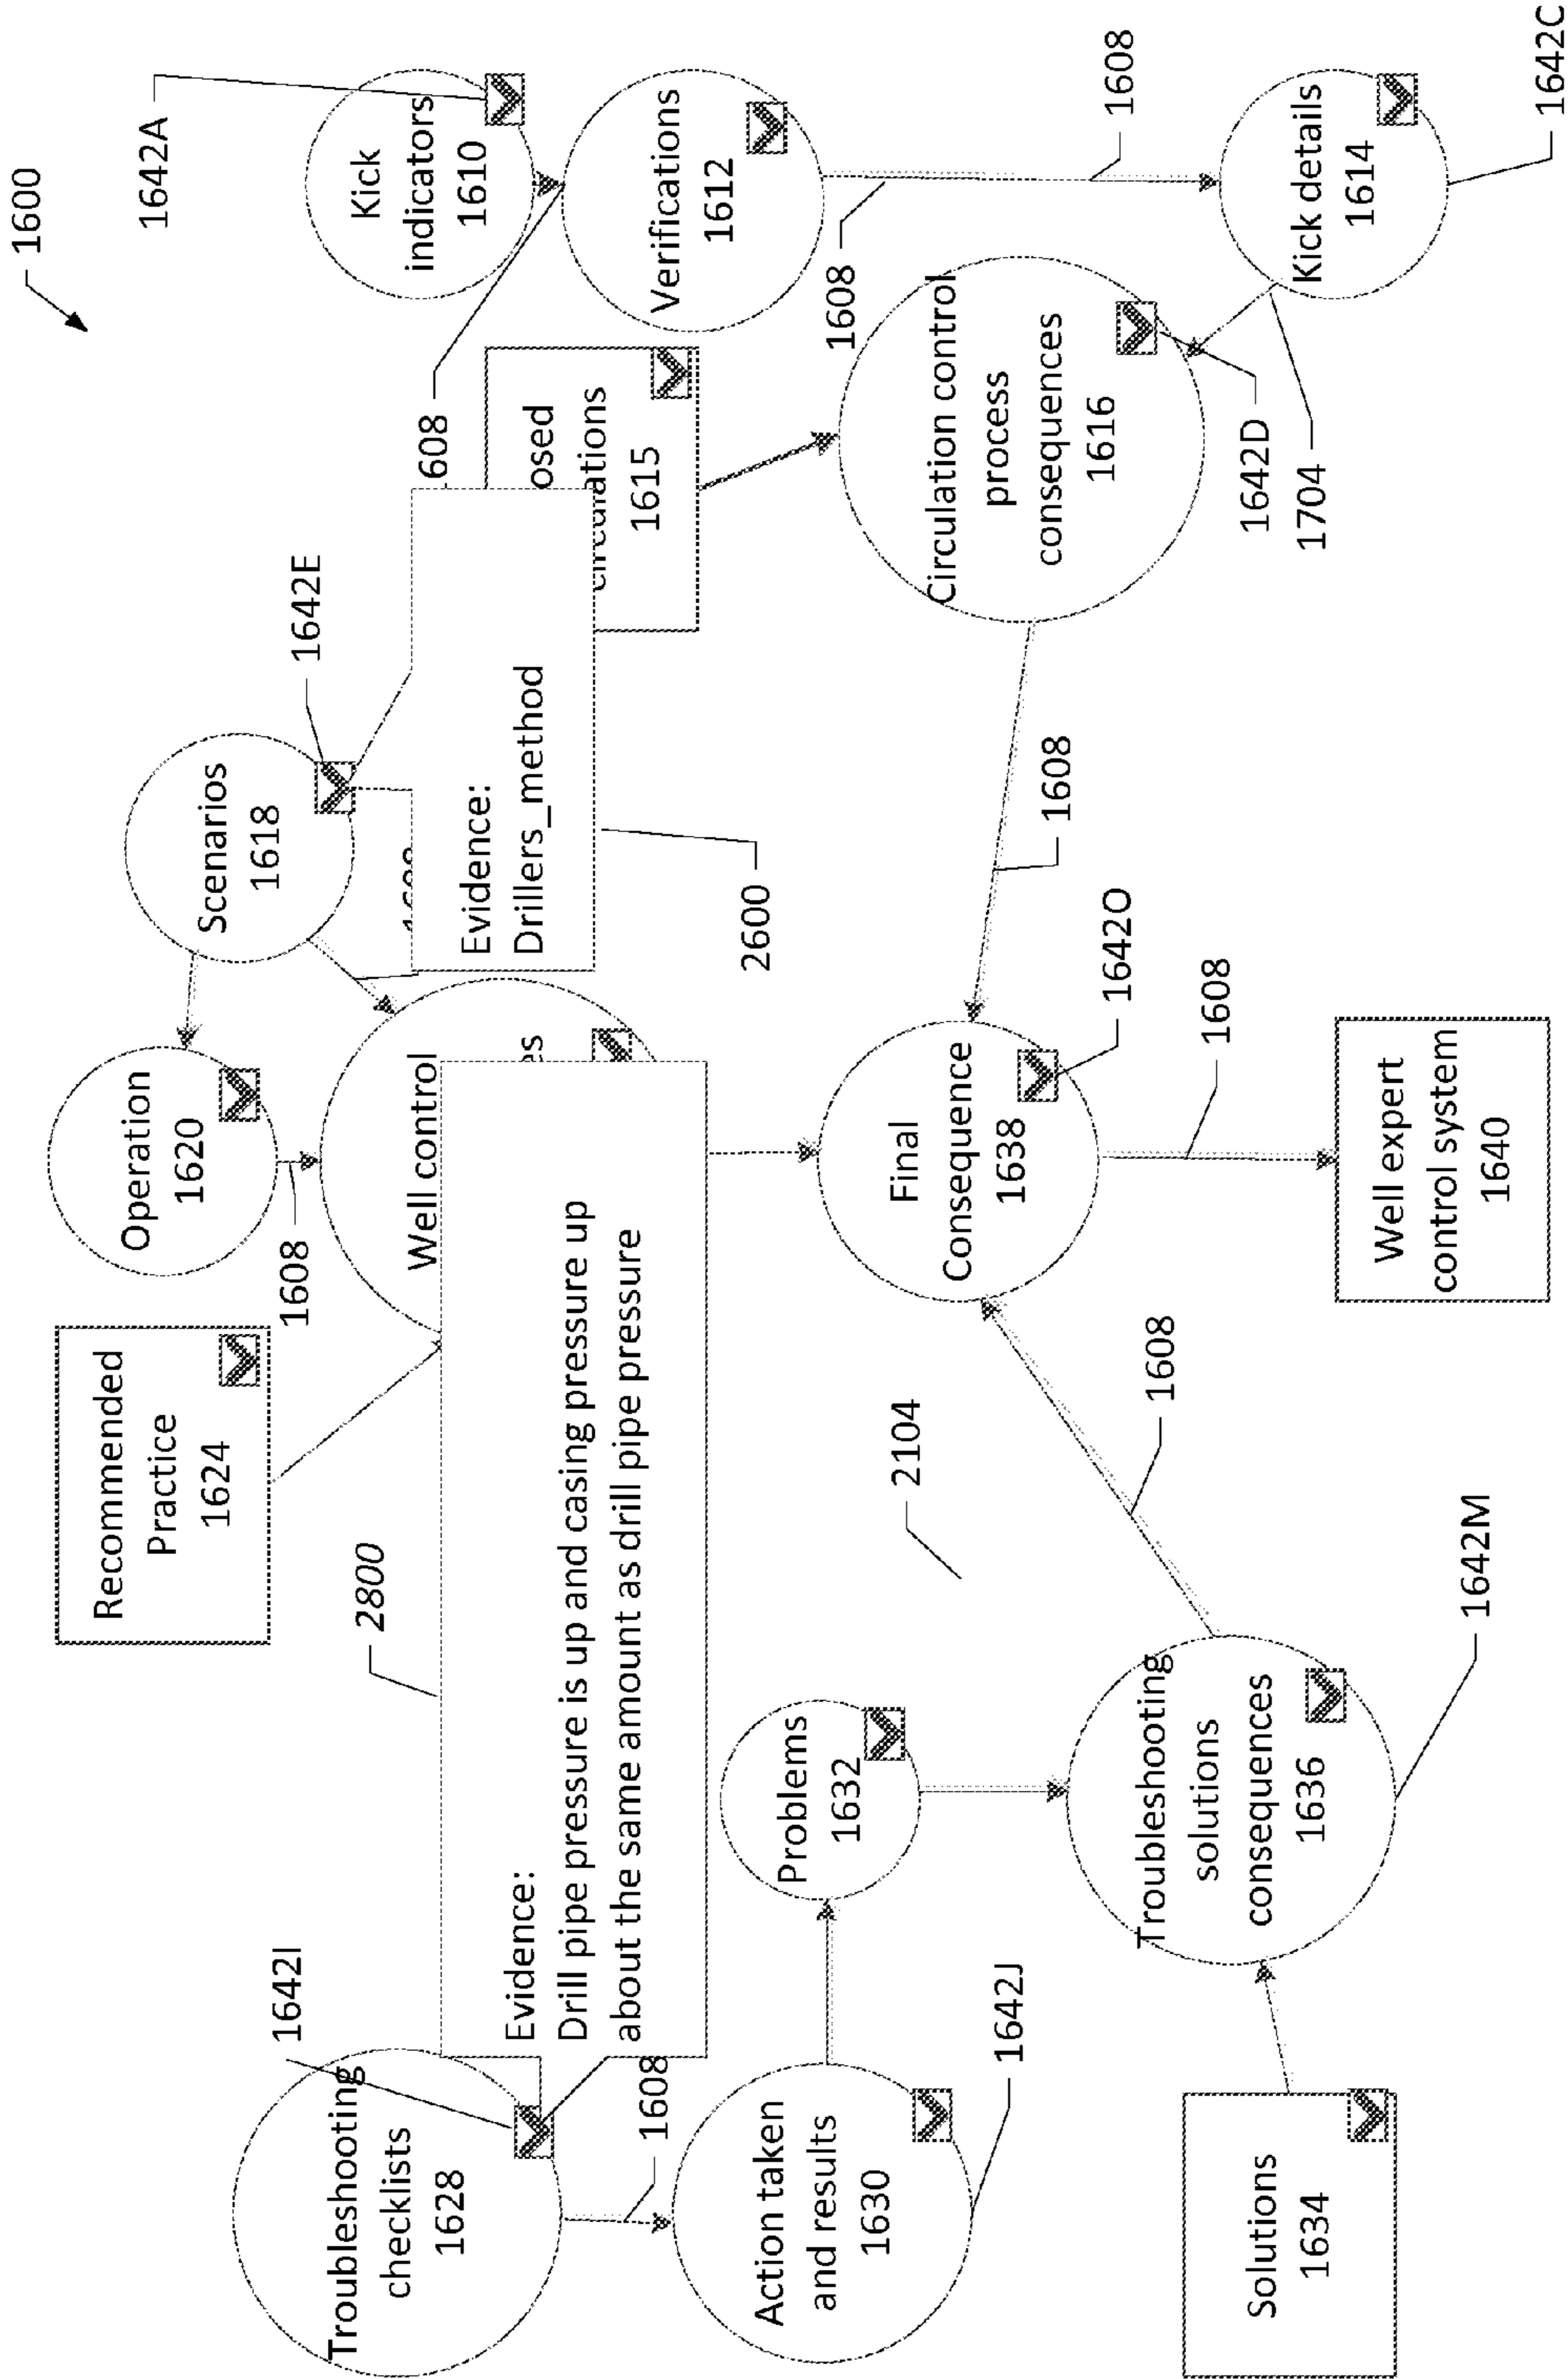 1600
1642A
Kick
indicators
1610
608
Verifications
1612
1608
1608
Kick details
1614
1642C
osed
circulations
1615
Circulation control
process
consequences
1616
1642D
1704
Scenarios
1618
1642E
Evidence:
Drillers_method
2600
Operation
1620
1608
Recommended
Practice
1624
Well control
es
2800
Evidence:
Drill pipe pressure is up and casing pressure up
about the same amount as drill pipe pressure
1608
Final
Consequence
1638
1642O
1608
Well expert
control system
1640
1608
2104
Troubleshooting
checklists
1628
1642I
1608
Action taken
and results
1630
1642J
Problems
1632
Troubleshooting
solutions
consequences
1636
1642M
Solutions
1634